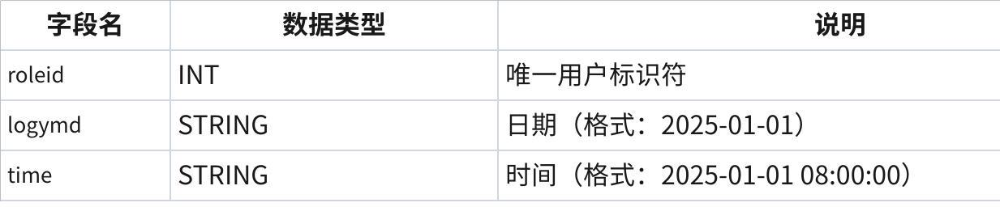 字段名 数据类型 说明
roleid INT 唯一用户标识符
logymd STRING 日期（格式：2025-01-01）
time STRING 时间（格式：2025-01-01 08:00:00）